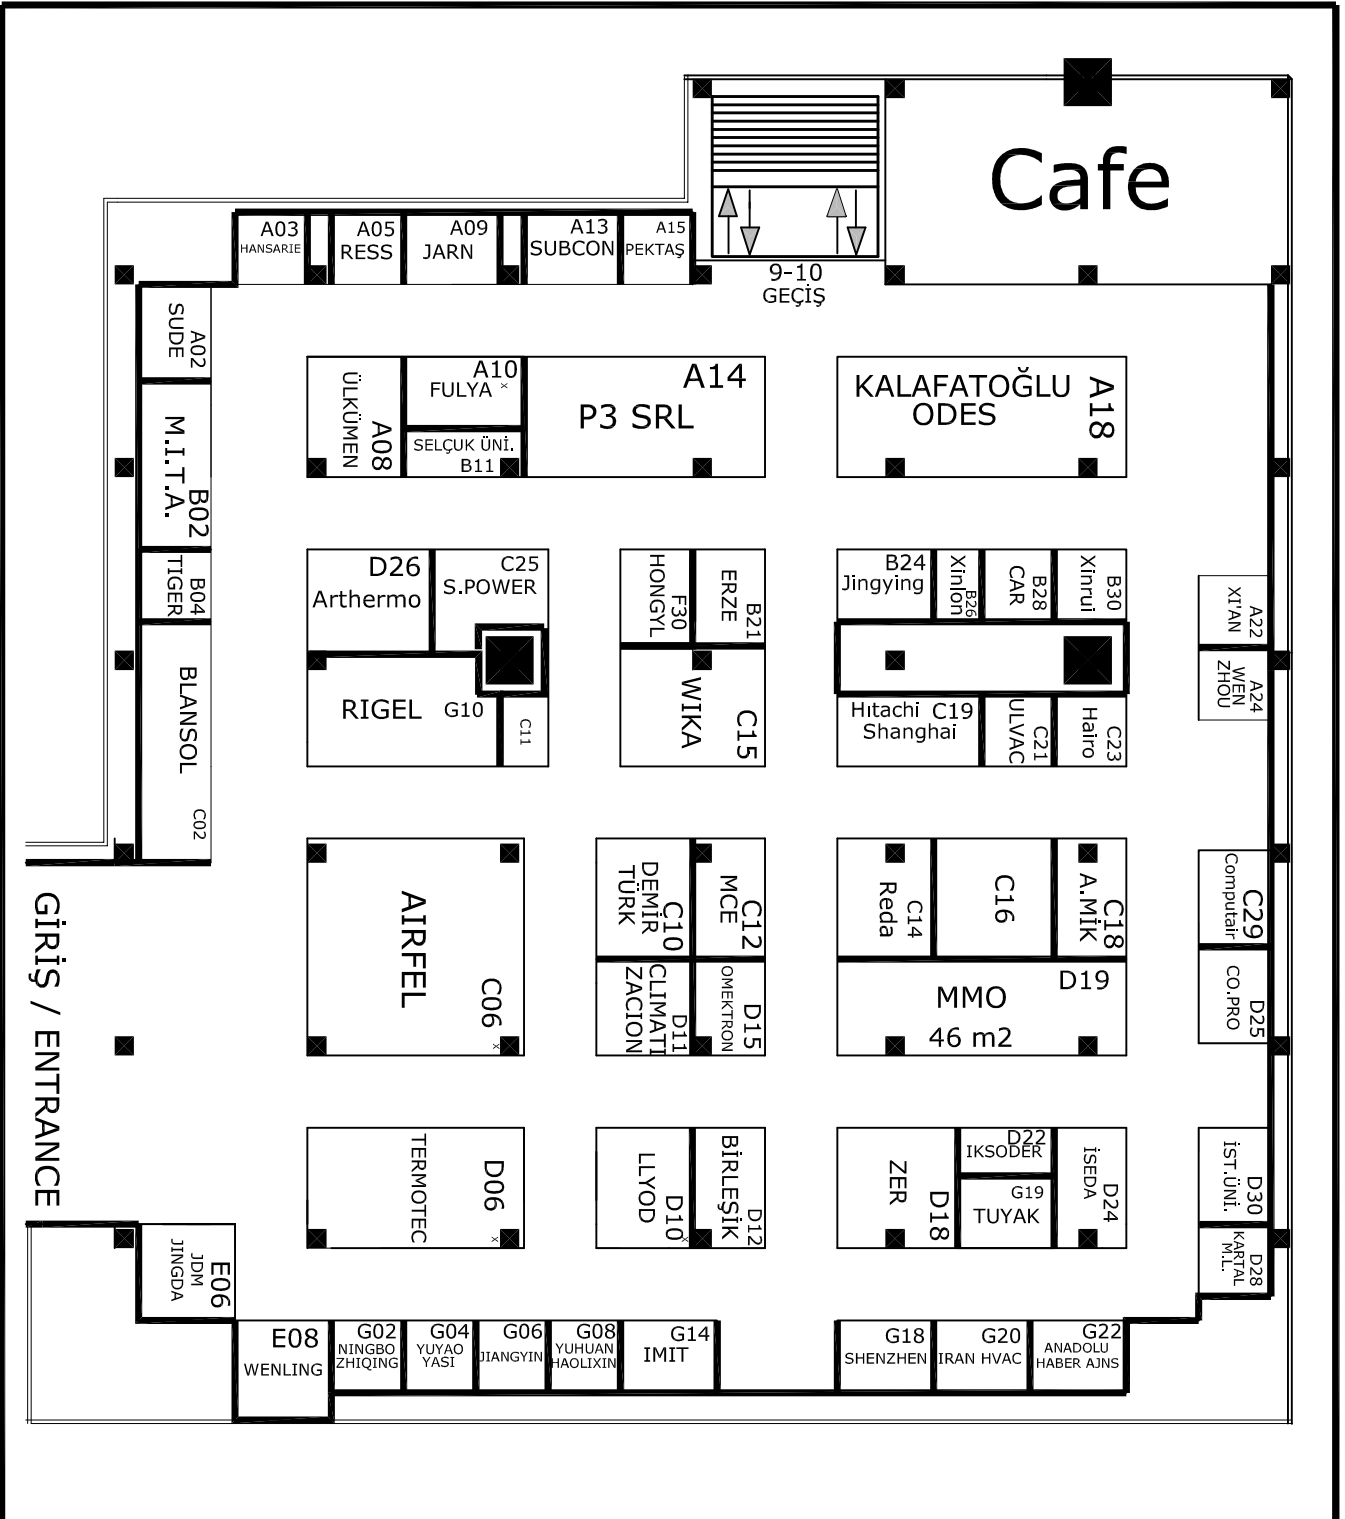 Cafe
9-10
GEÇİŞ
A03
HANSARIE
A05
RESS
A09
JARN
A13
SUBCON
A15
PEKTAŞ
A02
SUDE
B02
M.I.T.A.
B04
TIGER
BLANSOL
C02
ÜLKÜMEN
A08
A10
FULYA x
SELÇUK ÜNİ.
B11
A14
P3 SRL
KALAFATOĞLU
ODES
A18
D26
Arthermo
C25
S.POWER
RIGEL G10
C11
F30
HONGYL
B21
ERZE
WIKA
C15
B24
Jingying
Xinlon
B26
B28
CAR
B30
Xinrui
Hıtachi C19
Shanghai
C21
ULVAC
C23
Hairo
A22
XI'AN
A24
WEN
ZHOU
AIRFEL
C06
x
C10
DEMİR
TÜRK
C12
MCE
D11
CLIMATI
ZACION
D15
OMEKTRON
C14
Reda
C16
C18
A.MİK
D19
MMO
46 m2
C29
Computair
D25
CO.PRO
GİRİŞ / ENTRANCE
TERMOTEC
D06
x
LLYOD
D10
x
BİRLEŞİK
D12
ZER
D18
D22
IKSODER
G19
TUYAK
İSEDA
D24
D30
İST.ÜNİ.
D28
KARTAL
M.L.
E06
JDM
JINGDA
E08
WENLING
G02
NINGBO
ZHIQING
G04
YUYAO
YASI
G06
JIANGYIN
G08
YUHUAN
HAOLIXIN
G14
IMIT
G18
SHENZHEN
G20
IRAN HVAC
G22
ANADOLU
HABER AJNS